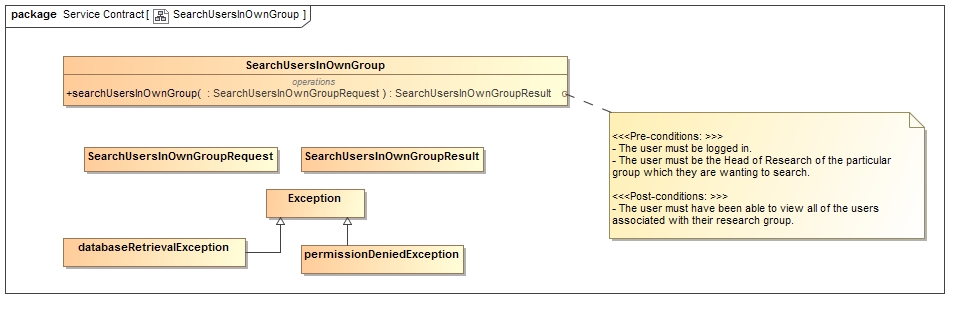 package Service Contract [ SearchUsersInOwnGroup ]
SearchUsersInOwnGroup
operations
+searchUsersInOwnGroup( : SearchUsersInOwnGroupRequest ) : SearchUsersInOwnGroupResult
<<<Pre-conditions: >>>
- The user must be logged in.
- The user must be the Head of Research of the particular
group which they are wanting to search.
<<<Post-conditions: >>>
- The user must have been able to view all of the users
associated with their research group.
SearchUsersInOwnGroupRequest
SearchUsersInOwnGroupResult
Exception
databaseRetrievalException
permissionDeniedException